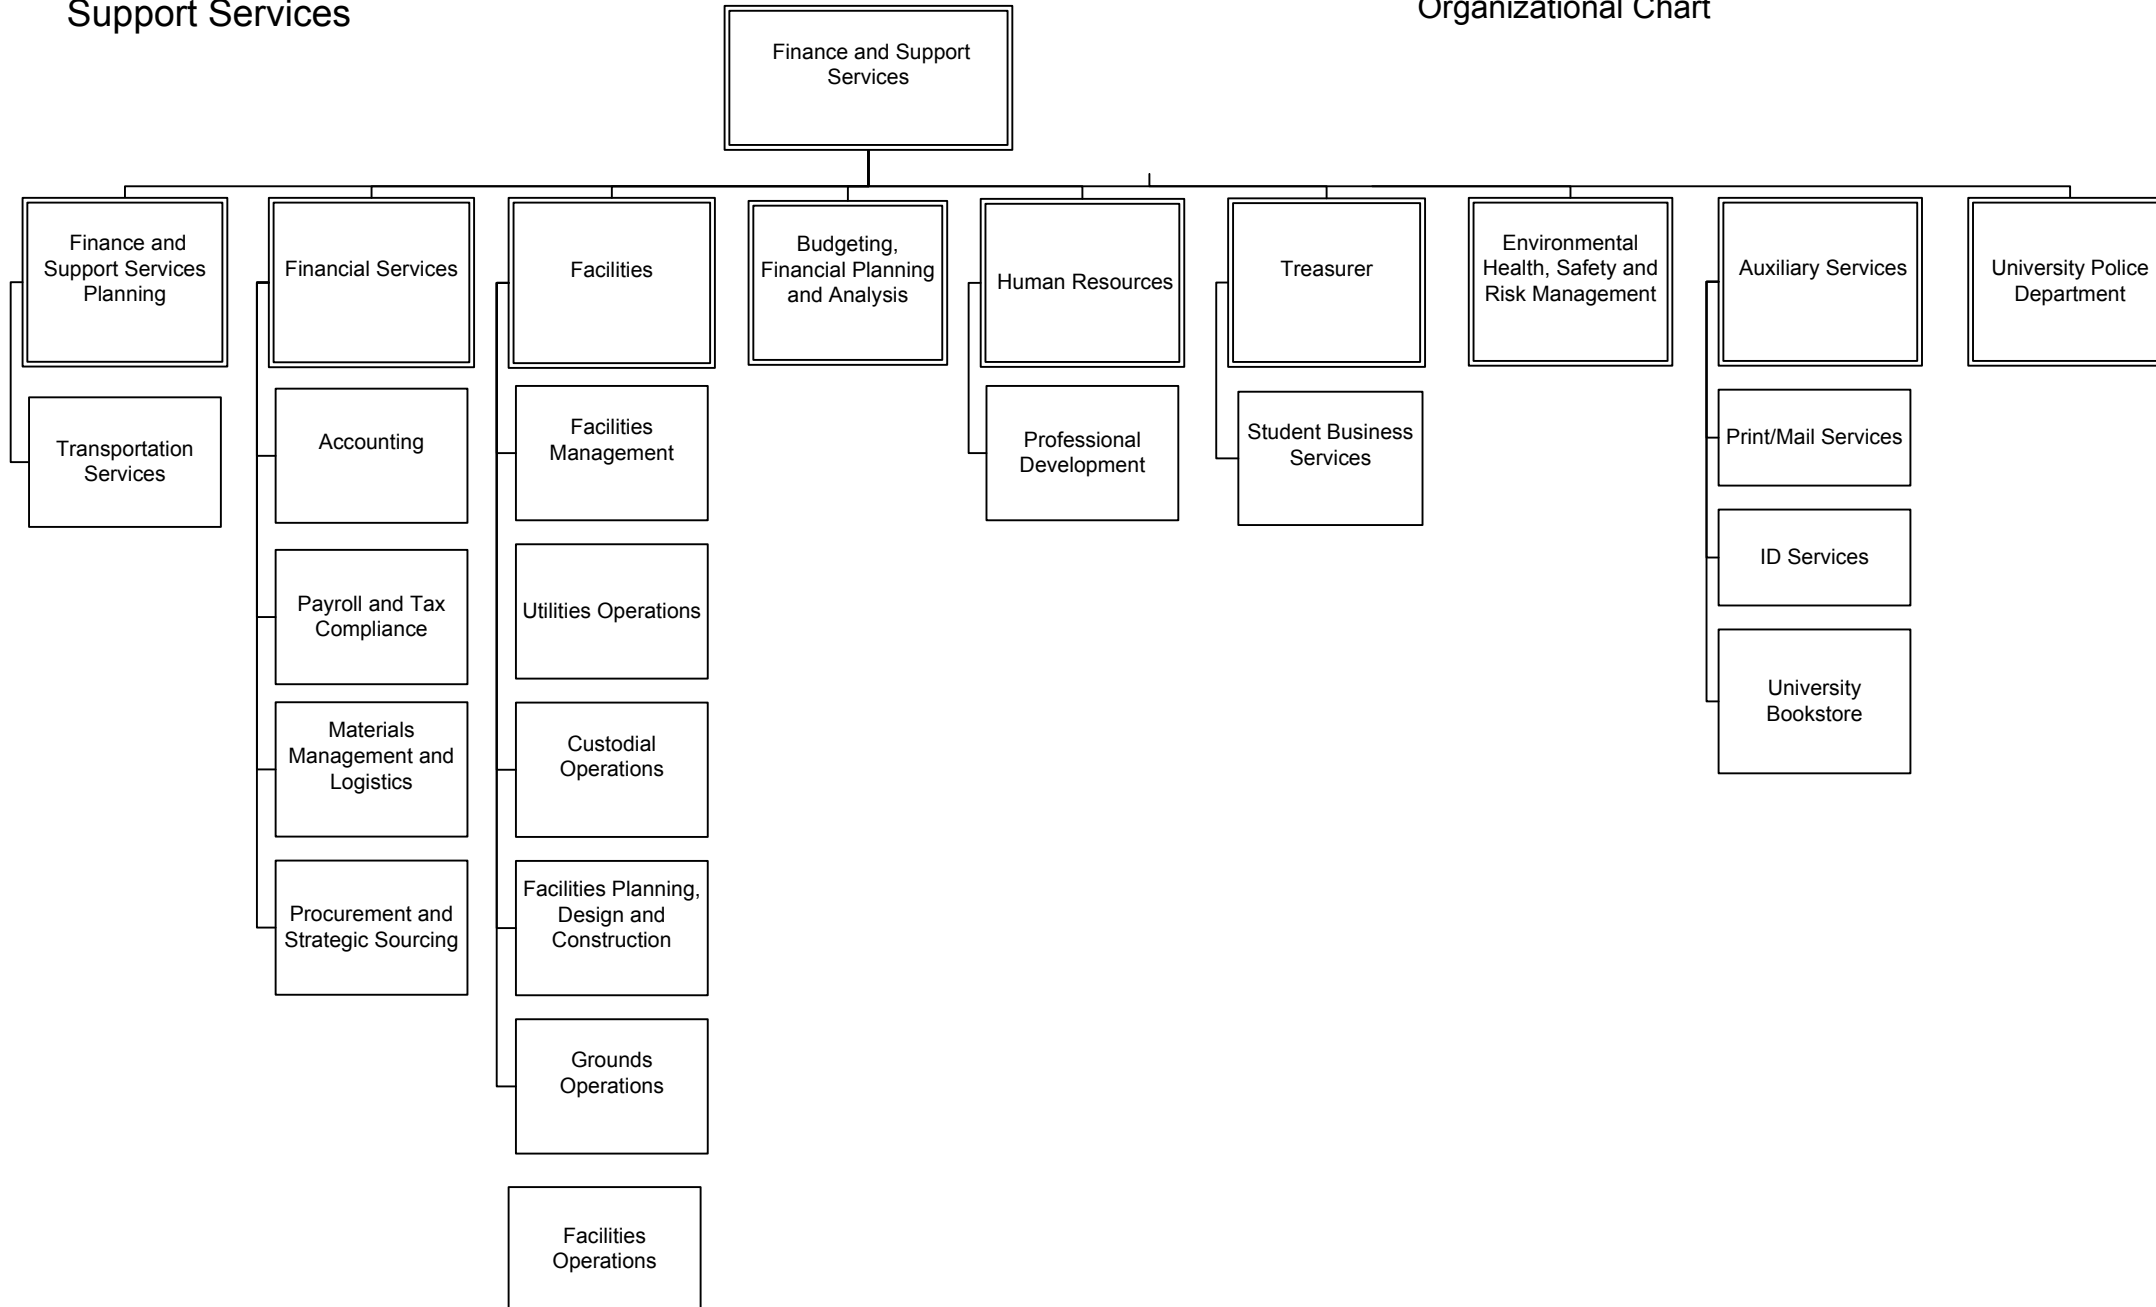 Support Services
Organizational Chart
Finance and Support
Services
Finance and
Support Services
Planning
Financial Services
Facilities
Budgeting,
Financial Planning
and Analysis
Human Resources
Treasurer
Environmental
Health, Safety and
Risk Management
Auxiliary Services
University Police
Department
Transportation
Services
Accounting
Payroll and Tax
Compliance
Materials
Management and
Logistics
Procurement and
Strategic Sourcing
Facilities
Management
Utilities Operations
Custodial
Operations
Facilities Planning,
Design and
Construction
Grounds
Operations
Facilities
Operations
Professional
Development
Student Business
Services
Print/Mail Services
ID Services
University
Bookstore